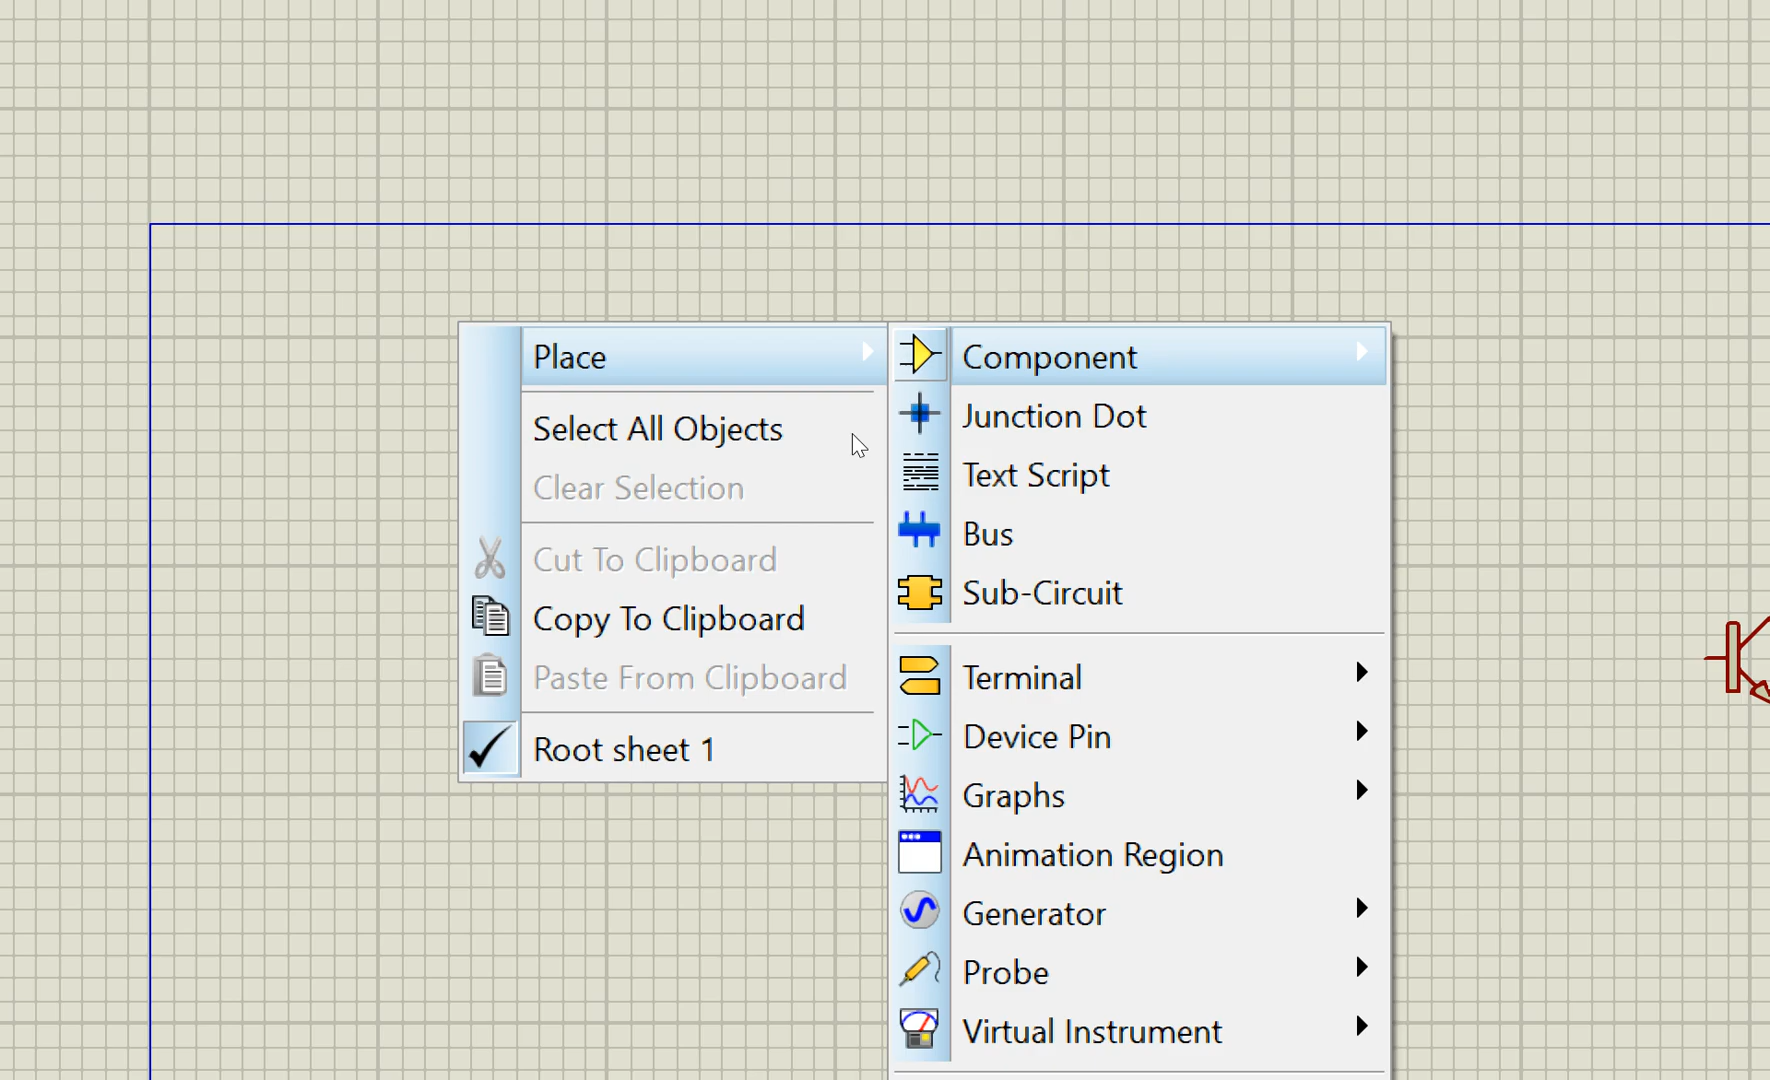 Place
Select All Objects
Clear Selection
Cut To Clipboard
Copy To Clipboard
Paste From Clipboard
Root sheet 1
Component
Junction Dot
Text Script
Bus
Sub-Circuit
Terminal
Device Pin
Graphs
Animation Region
Generator
Probe
Virtual Instrument